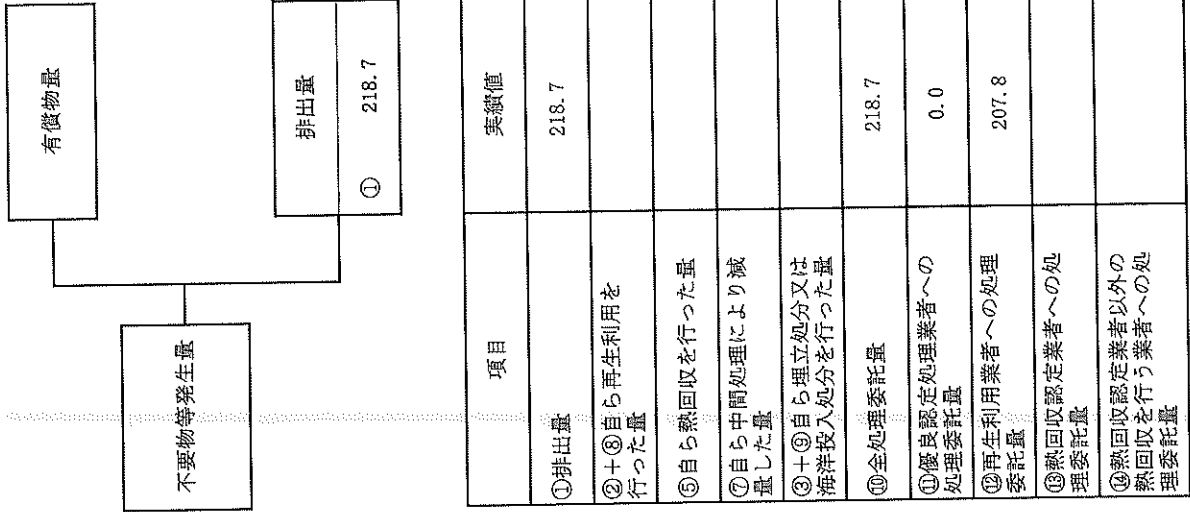 有償物量
不要物等発生量
排出量
① 218.7
項目 実績値
①排出量 218.7
②+⑧自ら再生利用を
行った量
⑤自ら熱回収を行った量
⑦自ら中間処理により減
量した量
③+⑨自ら埋立処分又は
海洋投入処分を行った量
⑩全処理委託量 218.7
⑪優良認定処理業者への
処理委託量 0.0
⑫再生利用業者への処理
委託量 207.8
⑬熱回収認定業者への処
理委託量
⑭熱回収認定業者以外の
熱回収を行う業者への処
理委託量